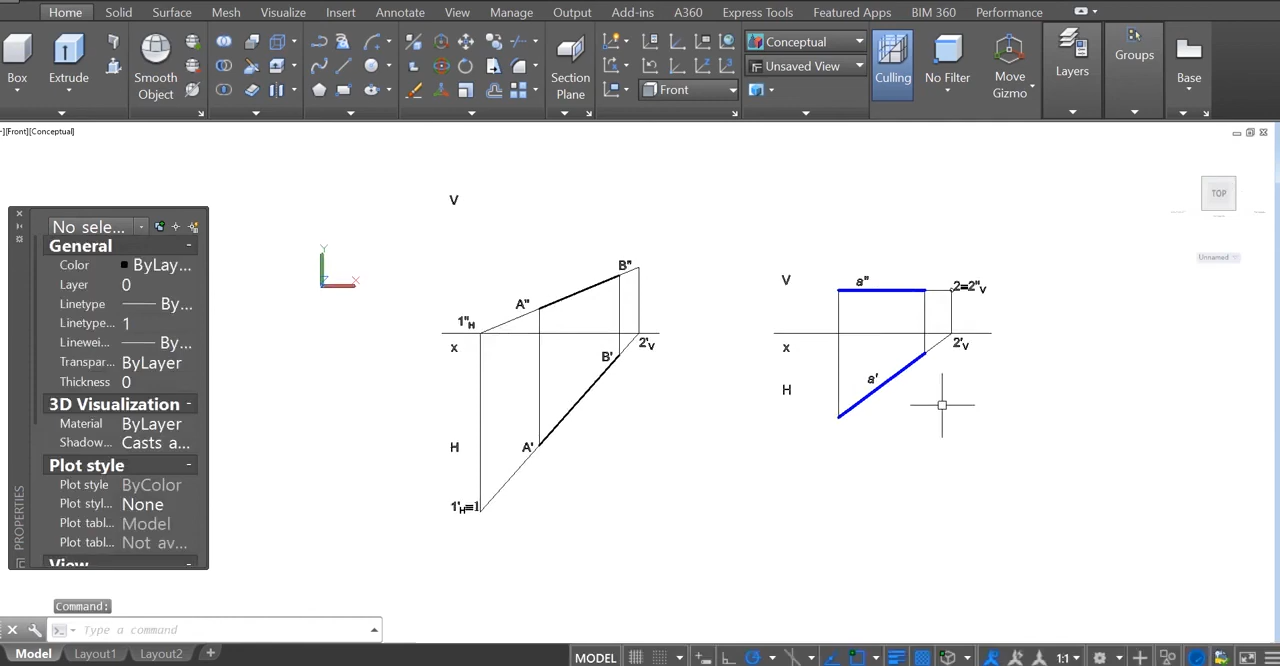 Home Solid Surface Mesh Visualize Insert Annotate View Manage Output Add-ins A360 Express Tools Featured Apps BIM 360 Performance
Box
Extrude
Smooth
Object
Section
Plane
Front
Conceptual
Unsaved View
Culling
No Filter
Move
Gizmo
Layers
Groups
Base
-][Front][Conceptual]
TOP
Unnamed
No sele...
General
Color ByLay...
Layer 0
Linetype By...
Linetype... 1
Linewei... By...
Transpar... ByLayer
Thickness 0
3D Visualization
Material ByLayer
Shadow... Casts a...
Plot style
Plot style ByColor
Plot styl... None
Plot tabl... Model
Plot tabl... Not av...
View
PROPERTIES
Y
X
V
B"
A"
1"H
x
2'V
B'
H
A'
1'H≡1
V
a"
2≡2"V
x
2'V
a'
H
Command:
Type a command
Model Layout1 Layout2 +
MODEL
1:1